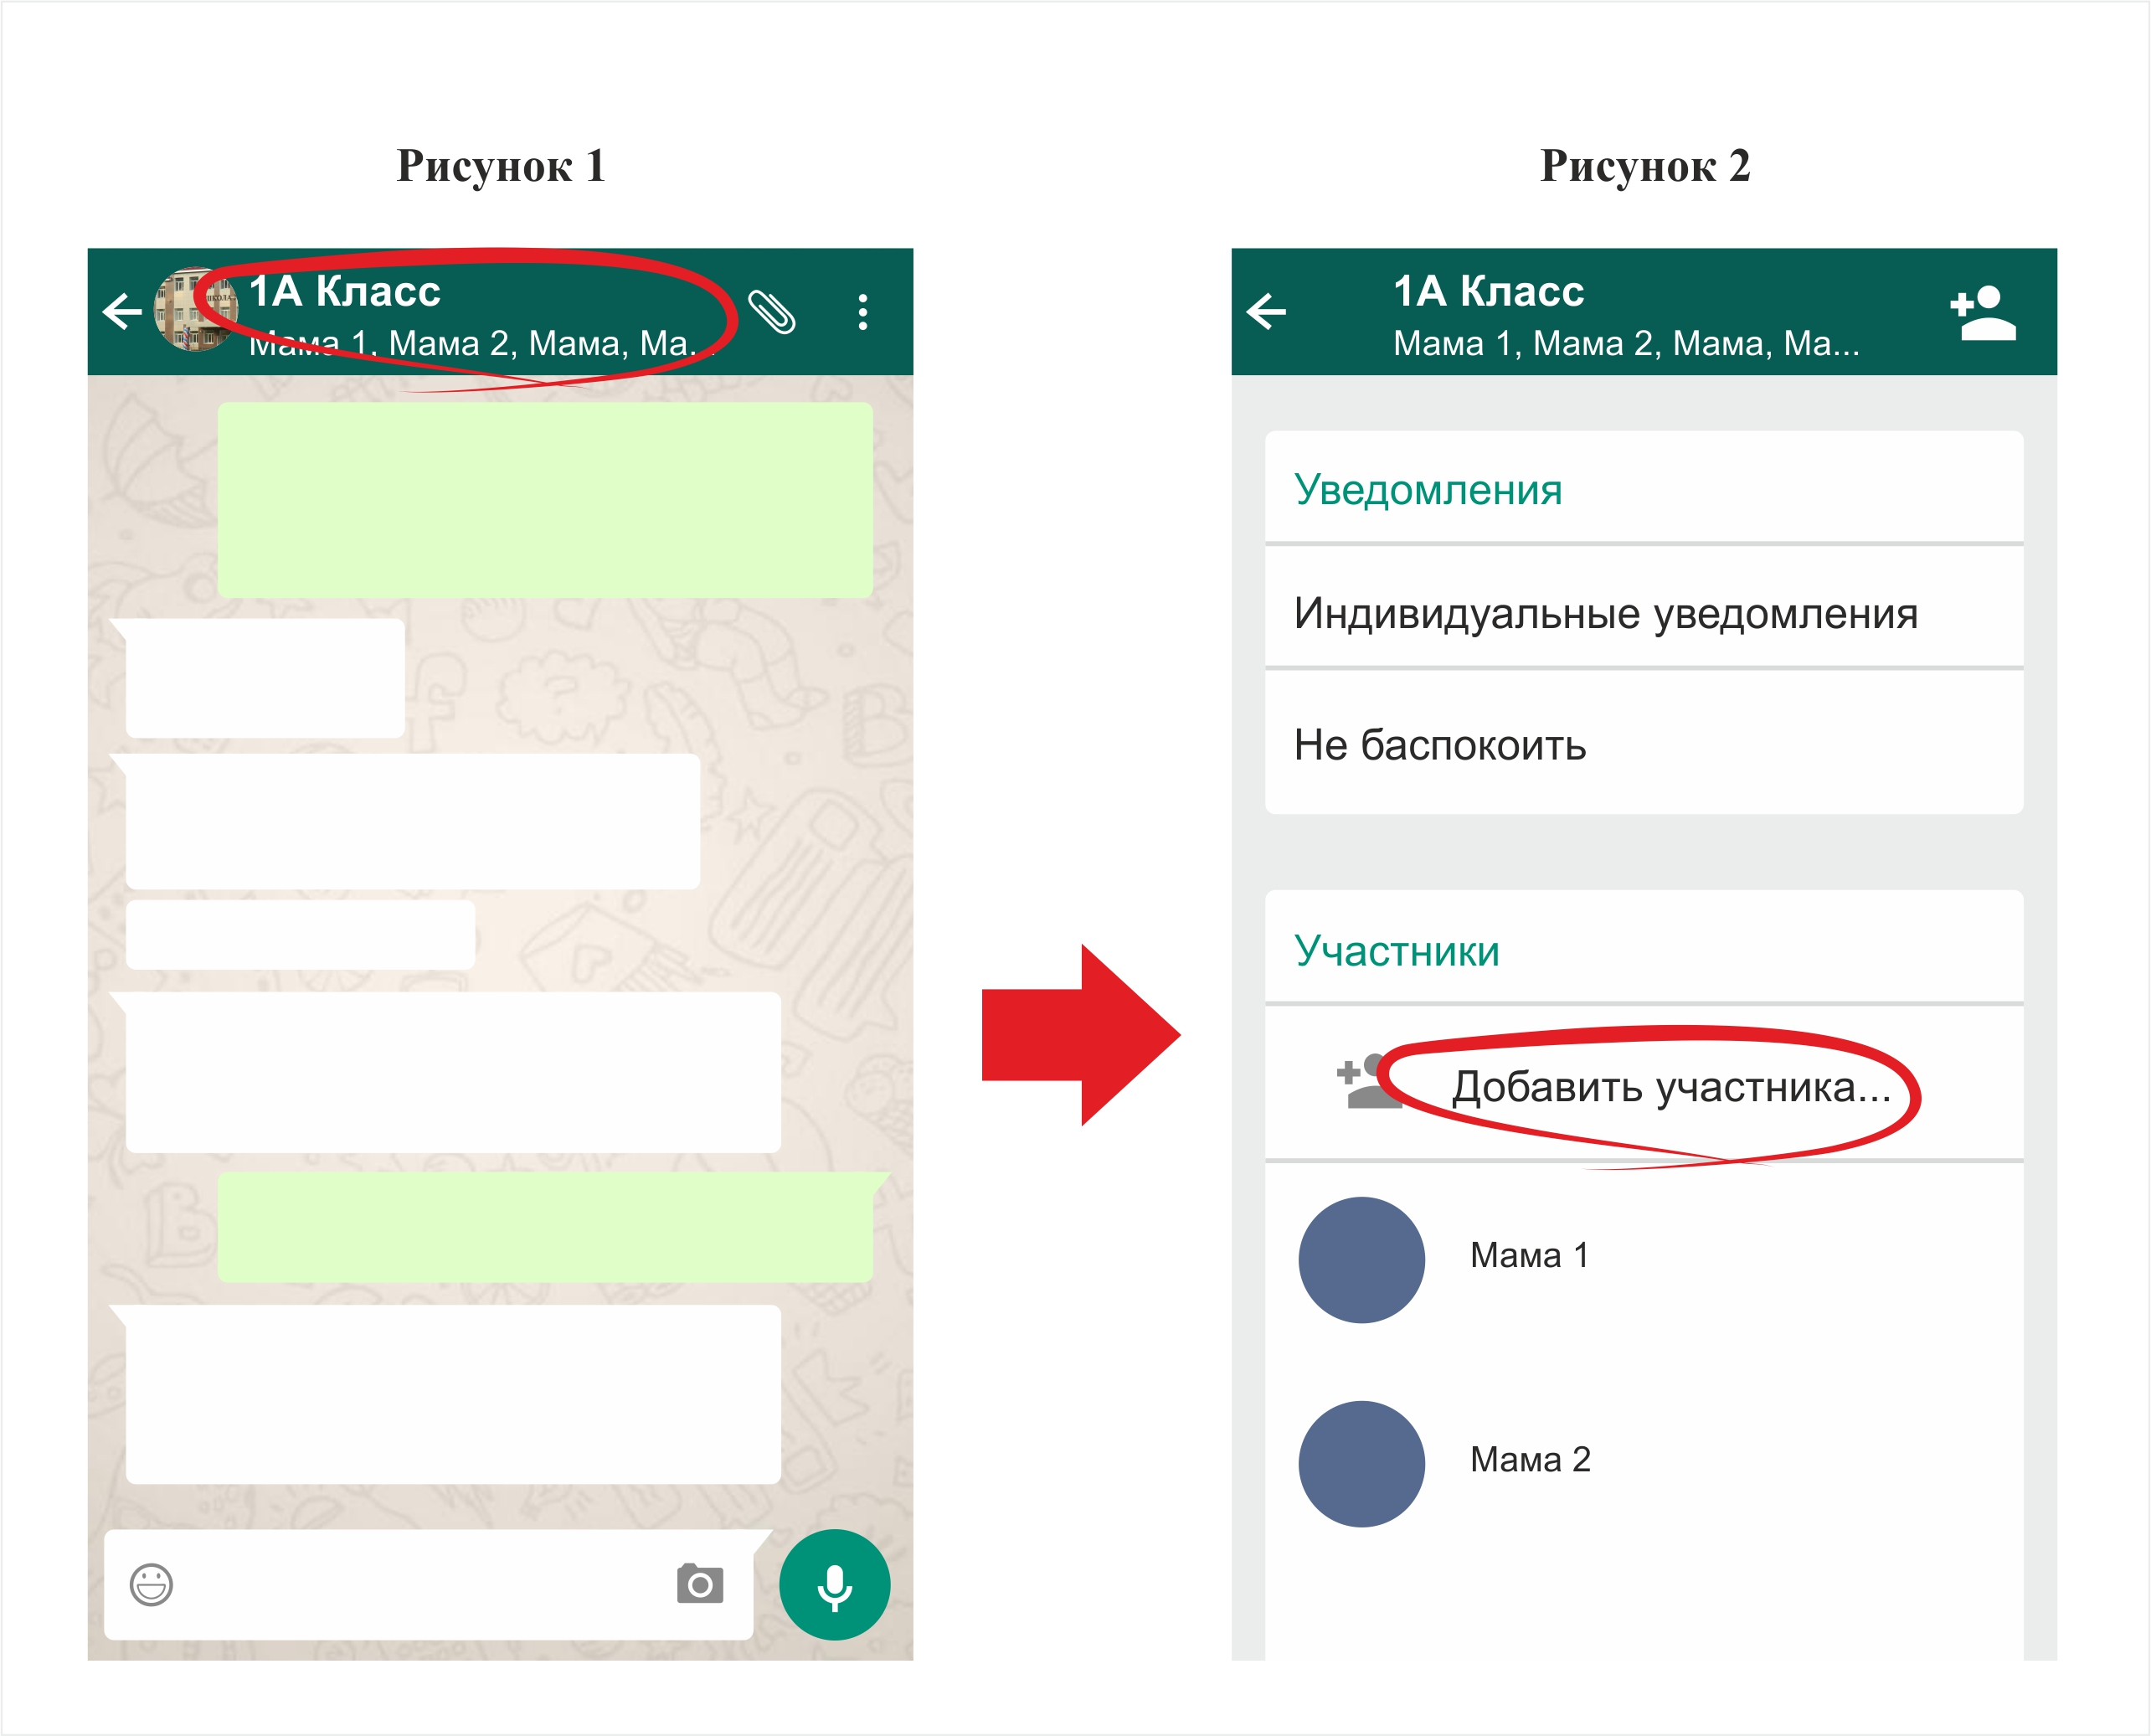 Рисунок 1
Рисунок 2
1А Класс
Мама 1, Мама 2, Мама, Ма...
ШКОЛА
1А Класс
Мама 1, Мама 2, Мама, Ма...
Уведомления
Индивидуальные уведомления
Не баспокоить
Участники
Добавить участника...
Мама 1
Мама 2